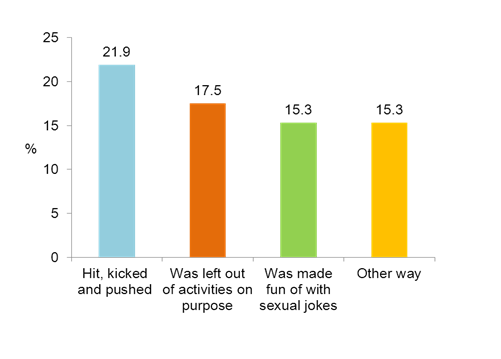 25
20
15
10
5
0
%
21.9
17.5
15.3
15.3
Hit, kicked
and pushed
Was left out
of activities on
purpose
Was made
fun of with
sexual jokes
Other way